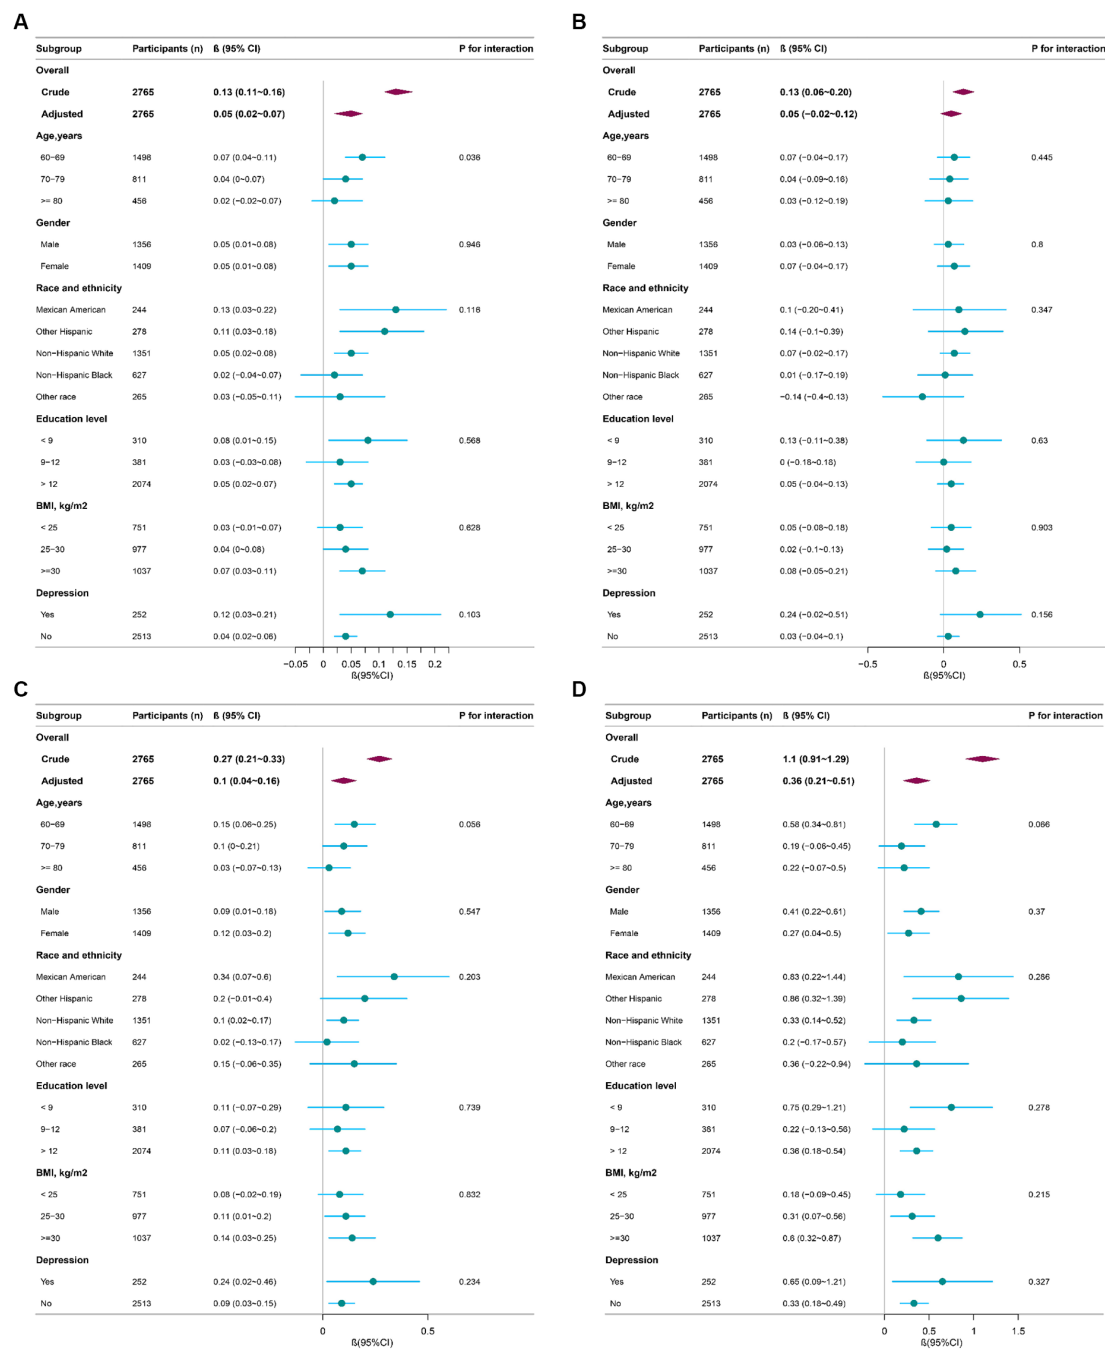 A
Subgroup Participants (n) ß (95% CI) P for interaction
Overall
Crude 2765 0.13 (0.11~0.16)
Adjusted 2765 0.05 (0.02~0.07)
Age,years
60−69 1498 0.07 (0.04~0.11) 0.036
70−79 811 0.04 (0~0.07)
>= 80 456 0.02 (−0.02~0.07)
Gender
Male 1356 0.05 (0.01~0.08) 0.946
Female 1409 0.05 (0.01~0.08)
Race and ethnicity
Mexican American 244 0.13 (0.03~0.22) 0.116
Other Hispanic 278 0.11 (0.03~0.18)
Non−Hispanic White 1351 0.05 (0.02~0.08)
Non−Hispanic Black 627 0.02 (−0.04~0.07)
Other race 265 0.03 (−0.05~0.11)
Education level
< 9 310 0.08 (0.01~0.15) 0.568
9−12 381 0.03 (−0.03~0.08)
> 12 2074 0.05 (0.02~0.07)
BMI, kg/m2
< 25 751 0.03 (−0.01~0.07) 0.628
25−30 977 0.04 (0~0.08)
>=30 1037 0.07 (0.03~0.11)
Depression
Yes 252 0.12 (0.03~0.21) 0.103
No 2513 0.04 (0.02~0.06)
−0.05 0 0.05 0.1 0.15 0.2
ß(95%CI)
B
Subgroup Participants (n) ß (95% CI) P for interaction
Overall
Crude 2765 0.13 (0.06~0.20)
Adjusted 2765 0.05 (−0.02~0.12)
Age,years
60−69 1498 0.07 (−0.04~0.17) 0.445
70−79 811 0.04 (−0.09~0.16)
>= 80 456 0.03 (−0.12~0.19)
Gender
Male 1356 0.03 (−0.06~0.13) 0.8
Female 1409 0.07 (−0.04~0.17)
Race and ethnicity
Mexican American 244 0.1 (−0.20~0.41) 0.347
Other Hispanic 278 0.14 (−0.1~0.39)
Non−Hispanic White 1351 0.07 (−0.02~0.17)
Non−Hispanic Black 627 0.01 (−0.17~0.19)
Other race 265 −0.14 (−0.4~0.13)
Education level
< 9 310 0.13 (−0.11~0.38) 0.63
9−12 381 0 (−0.18~0.18)
> 12 2074 0.05 (−0.04~0.13)
BMI, kg/m2
< 25 751 0.05 (−0.08~0.18) 0.903
25−30 977 0.02 (−0.1~0.13)
>=30 1037 0.08 (−0.05~0.21)
Depression
Yes 252 0.24 (−0.02~0.51) 0.156
No 2513 0.03 (−0.04~0.1)
−0.5 0 0.5
ß(95%CI)
C
Subgroup Participants (n) ß (95% CI) P for interaction
Overall
Crude 2765 0.27 (0.21~0.33)
Adjusted 2765 0.1 (0.04~0.16)
Age,years
60−69 1498 0.15 (0.06~0.25) 0.056
70−79 811 0.1 (0~0.21)
>= 80 456 0.03 (−0.07~0.13)
Gender
Male 1356 0.09 (0.01~0.18) 0.547
Female 1409 0.12 (0.03~0.2)
Race and ethnicity
Mexican American 244 0.34 (0.07~0.6) 0.203
Other Hispanic 278 0.2 (−0.01~0.4)
Non−Hispanic White 1351 0.1 (0.02~0.17)
Non−Hispanic Black 627 0.02 (−0.13~0.17)
Other race 265 0.15 (−0.06~0.35)
Education level
< 9 310 0.11 (−0.07~0.29) 0.739
9−12 381 0.07 (−0.06~0.2)
> 12 2074 0.11 (0.03~0.18)
BMI, kg/m2
< 25 751 0.08 (−0.02~0.19) 0.832
25−30 977 0.11 (0.01~0.2)
>=30 1037 0.14 (0.03~0.25)
Depression
Yes 252 0.24 (0.02~0.46) 0.234
No 2513 0.09 (0.03~0.15)
0 0.5
ß(95%CI)
D
Subgroup Participants (n) ß (95% CI) P for interaction
Overall
Crude 2765 1.1 (0.91~1.29)
Adjusted 2765 0.36 (0.21~0.51)
Age,years
60−69 1498 0.58 (0.34~0.81) 0.066
70−79 811 0.19 (−0.06~0.45)
>= 80 456 0.22 (−0.07~0.5)
Gender
Male 1356 0.41 (0.22~0.61) 0.37
Female 1409 0.27 (0.04~0.5)
Race and ethnicity
Mexican American 244 0.83 (0.22~1.44) 0.286
Other Hispanic 278 0.86 (0.32~1.39)
Non−Hispanic White 1351 0.33 (0.14~0.52)
Non−Hispanic Black 627 0.2 (−0.17~0.57)
Other race 265 0.36 (−0.22~0.94)
Education level
< 9 310 0.75 (0.29~1.21) 0.278
9−12 381 0.22 (−0.13~0.56)
> 12 2074 0.36 (0.18~0.54)
BMI, kg/m2
< 25 751 0.18 (−0.09~0.45) 0.215
25−30 977 0.31 (0.07~0.56)
>=30 1037 0.6 (0.32~0.87)
Depression
Yes 252 0.65 (0.09~1.21) 0.327
No 2513 0.33 (0.18~0.49)
0 0.5 1 1.5
ß(95%CI)